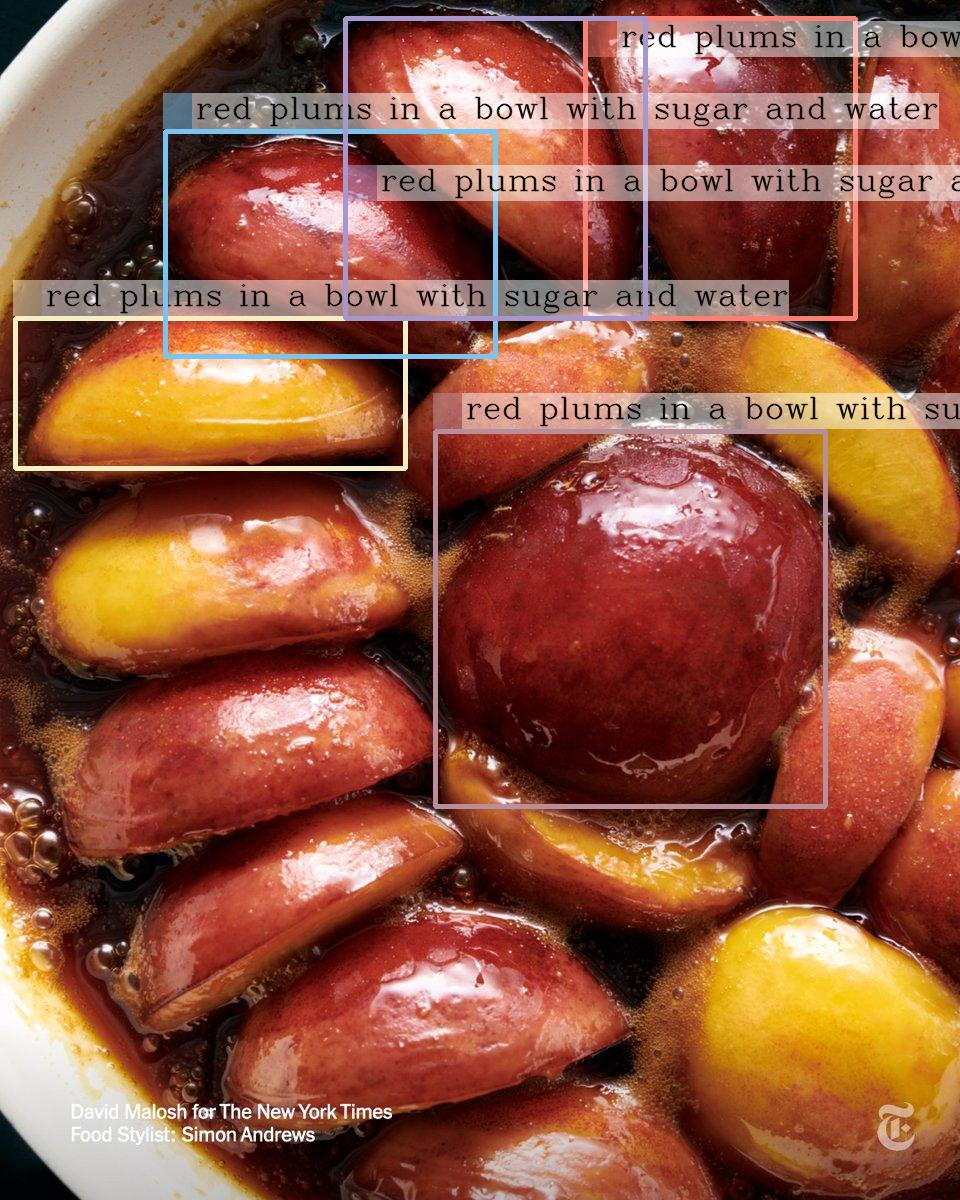 red plums in a bow
red plums in a bowl with sugar and water
red plums in a bowl with sugar a
red plums in a bowl with sugar and water
red plums in a bowl with su
David Malosh for The New York Times
Food Stylist: Simon Andrews
T